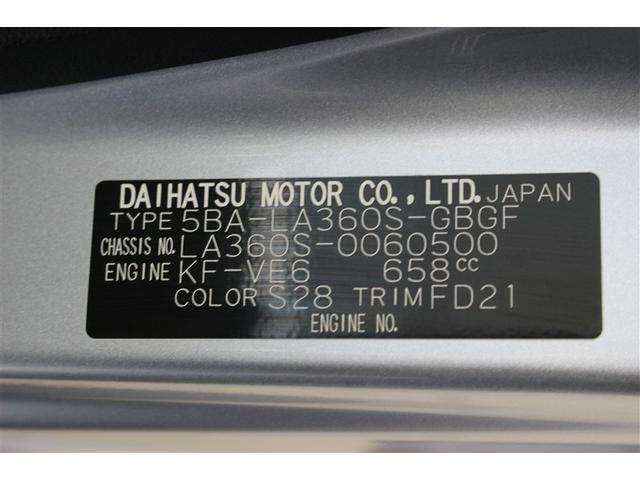 DAIHATSU MOTOR CO., LTD. JAPAN
TYPE 5BA-LA360S-GBGF
CHASSIS NO. LA360S-0060500
ENGINE KF-VE6 658cc
COLOR S28 TRIM FD21
ENGINE NO.